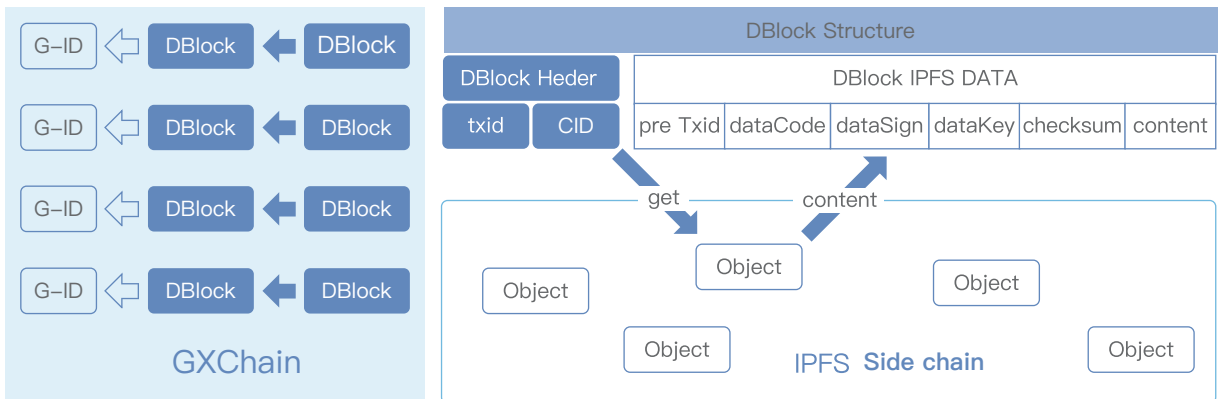 G-ID DBlock DBlock
G-ID DBlock DBlock
G-ID DBlock DBlock
G-ID DBlock DBlock
GXChain
DBlock Structure
DBlock Heder DBlock IPFS DATA
txid CID pre Txid dataCode dataSign dataKey checksum content
get content
Object
Object
Object
Object
Object
IPFS Side chain